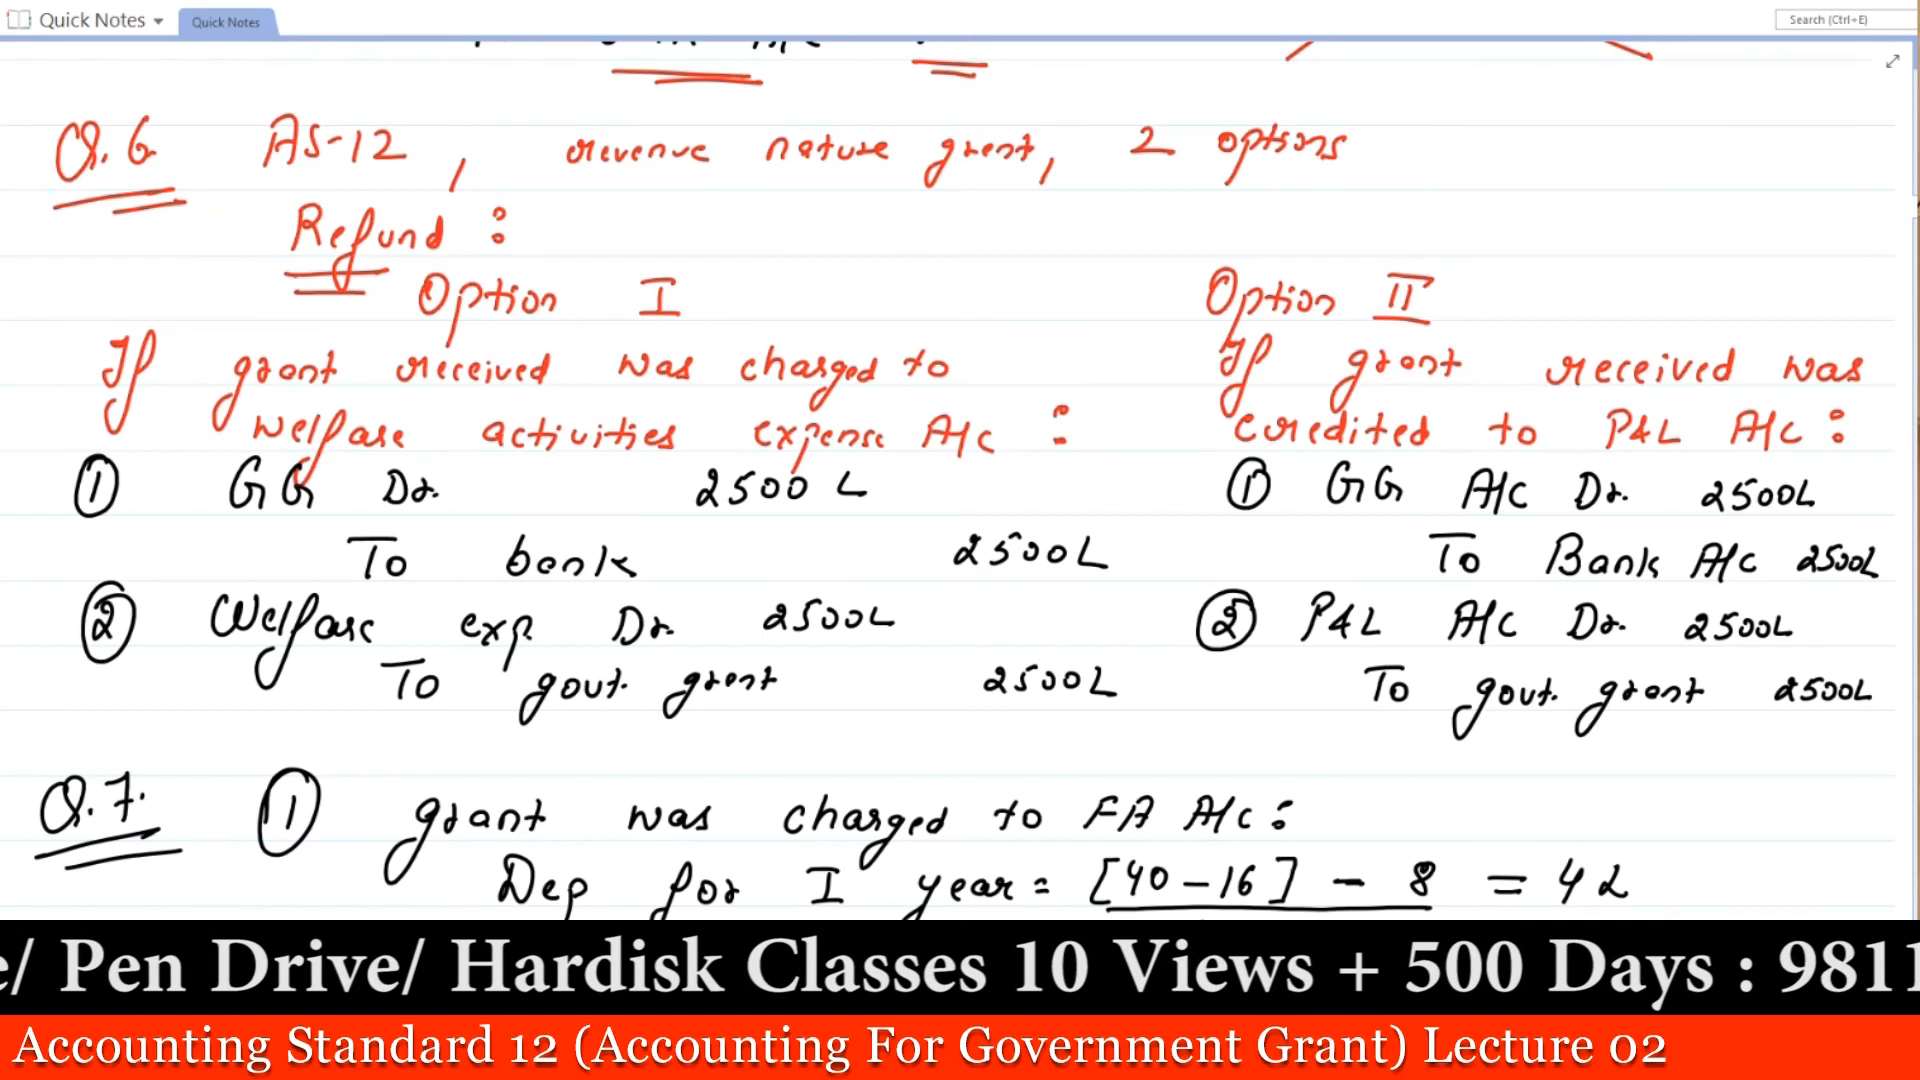 Quick Notes
Quick Notes
Search (Ctrl+E)
Q.6 AS-12, revenue nature grant, 2 options
Refund :
Option I
If grant received was charged to
welfare activities expense A/c :
① GG Dr. 2500 L
To bank 2500L
② Welfare exp Dr. 2500L
To govt. grant 2500L
Option II
If grant received was
credited to P&L A/c :
① GG A/c Dr. 2500L
To Bank A/c 2500L
② P&L A/c Dr. 2500L
To govt. grant 2500L
Q.7. ① grant was charged to FA A/c :
Dep for I year = [40 - 16] - 8 = 4L
e/ Pen Drive/ Hardisk Classes 10 Views + 500 Days : 9811
Accounting Standard 12 (Accounting For Government Grant) Lecture 02